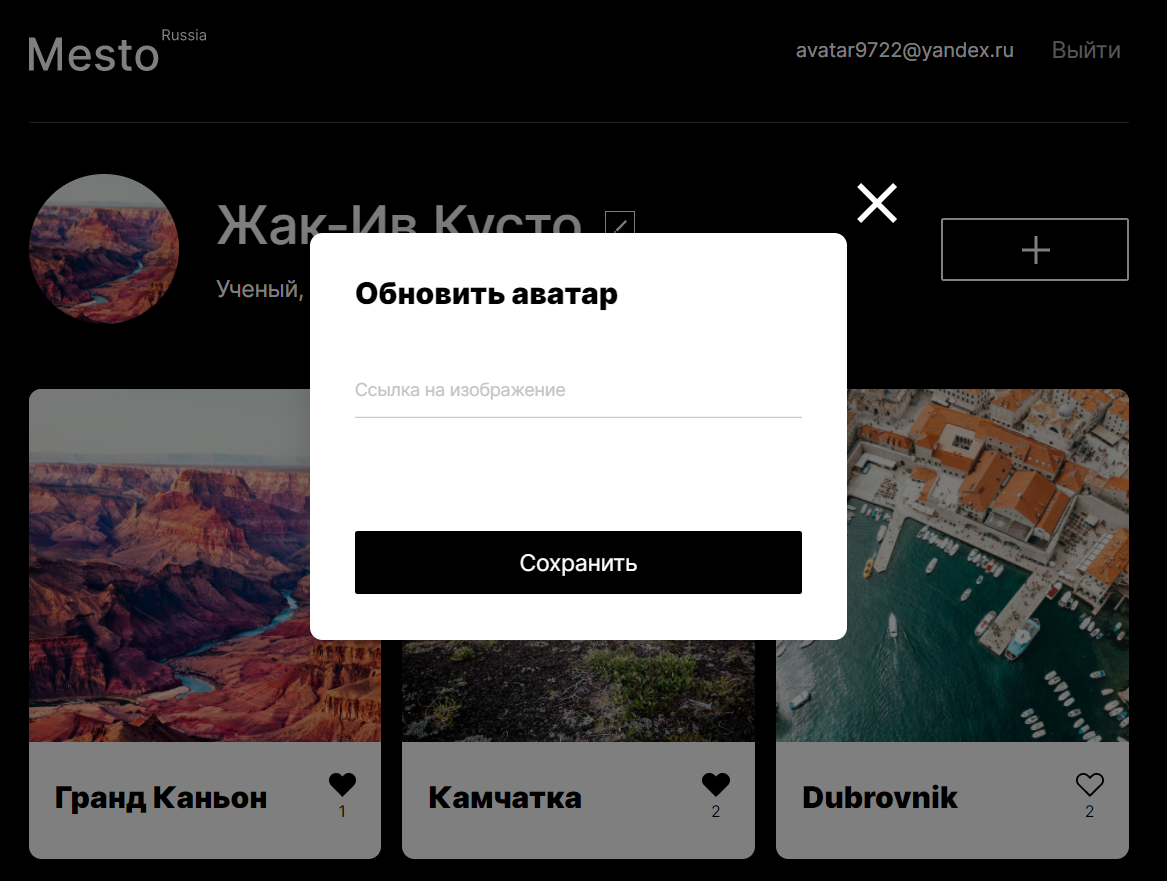 Mesto Russia
avatar9722@yandex.ru Выйти
Жак-Ив Кусто
Ученый,
Обновить аватар
Ссылка на изображение
Сохранить
Гранд Каньон
1
Камчатка
2
Dubrovnik
2